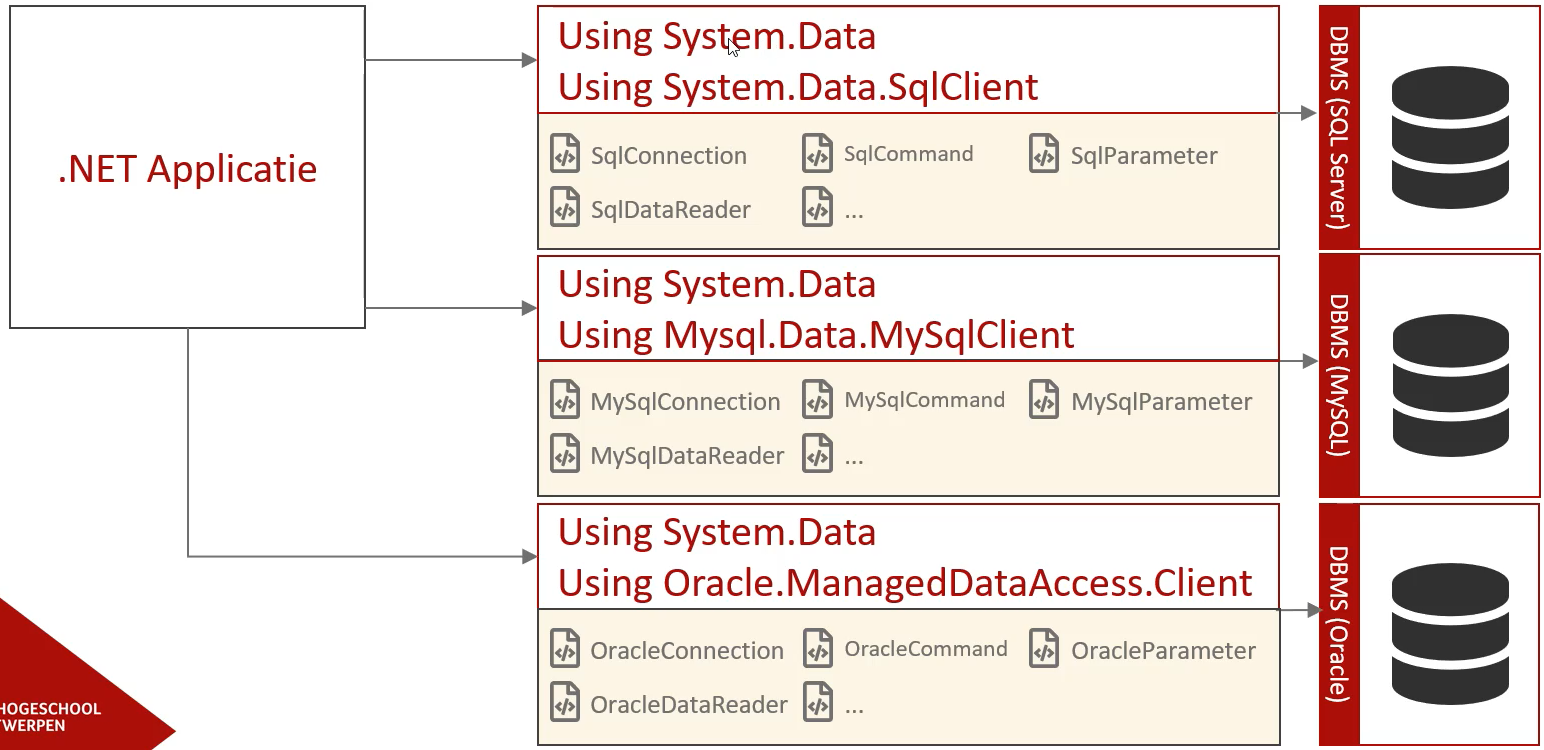 .NET Applicatie
Using System.Data
Using System.Data.SqlClient
SqlConnection
SqlCommand
SqlParameter
SqlDataReader
...
DBMS (SQL Server)
Using System.Data
Using Mysql.Data.MySqlClient
MySqlConnection
MySqlCommand
MySqlParameter
MySqlDataReader
...
DBMS (MySQL)
Using System.Data
Using Oracle.ManagedDataAccess.Client
OracleConnection
OracleCommand
OracleParameter
OracleDataReader
...
DBMS (Oracle)
HOGESCHOOL
WERPEN